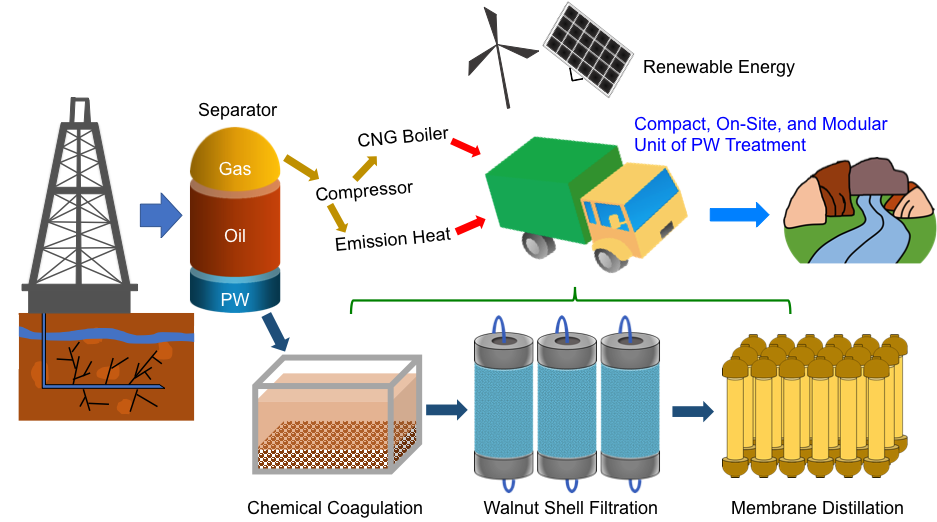 Renewable Energy
Separator
Compact, On-Site, and Modular
Unit of PW Treatment
CNG Boiler
Gas
Compressor
Oil
Emission Heat
PW
Chemical Coagulation
Walnut Shell Filtration
Membrane Distillation